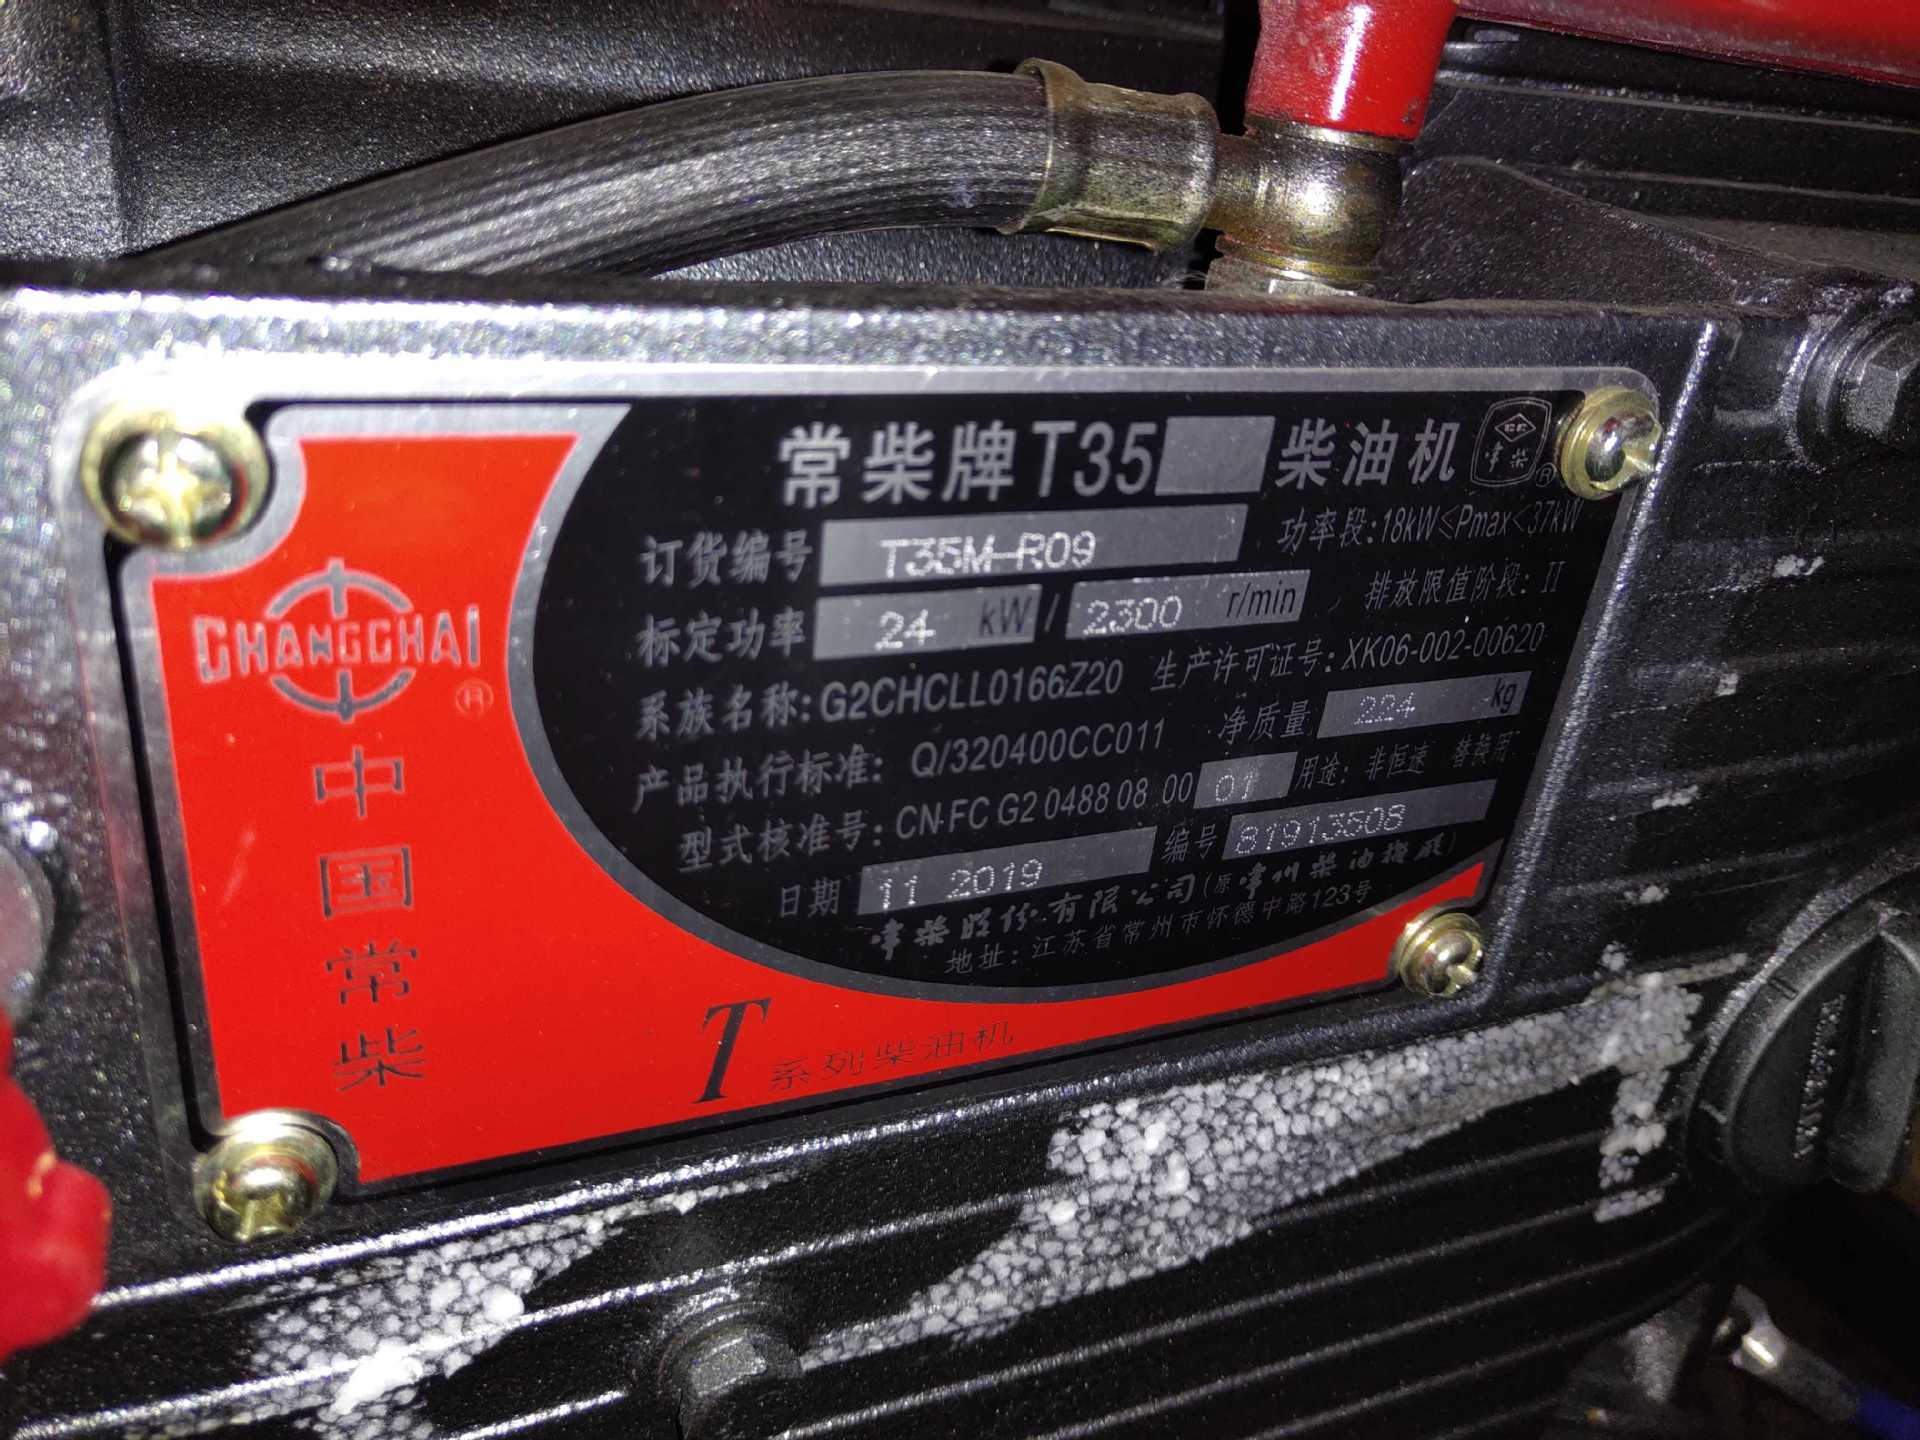 常柴牌T35 柴油机
常柴®
订货编号 T35M-R09 功率段:18kW≤Pmax<37kW
标定功率 24 kW / 2300 r/min 排放限值阶段: II
系族名称: G2CHCLL0166Z20 生产许可证号: XK06-002-00620
产品执行标准: Q/320400CC011 净质量 224 kg
型式核准号: CN FC G2 0488 08 00 01 用途: 非恒速 替换用
日期 11 2019 编号 81913508
常柴股份有限公司(原常州柴油机厂)
地址: 江苏省常州市怀德中路123号
CHANGCHAI
®
中国常柴
T系列柴油机